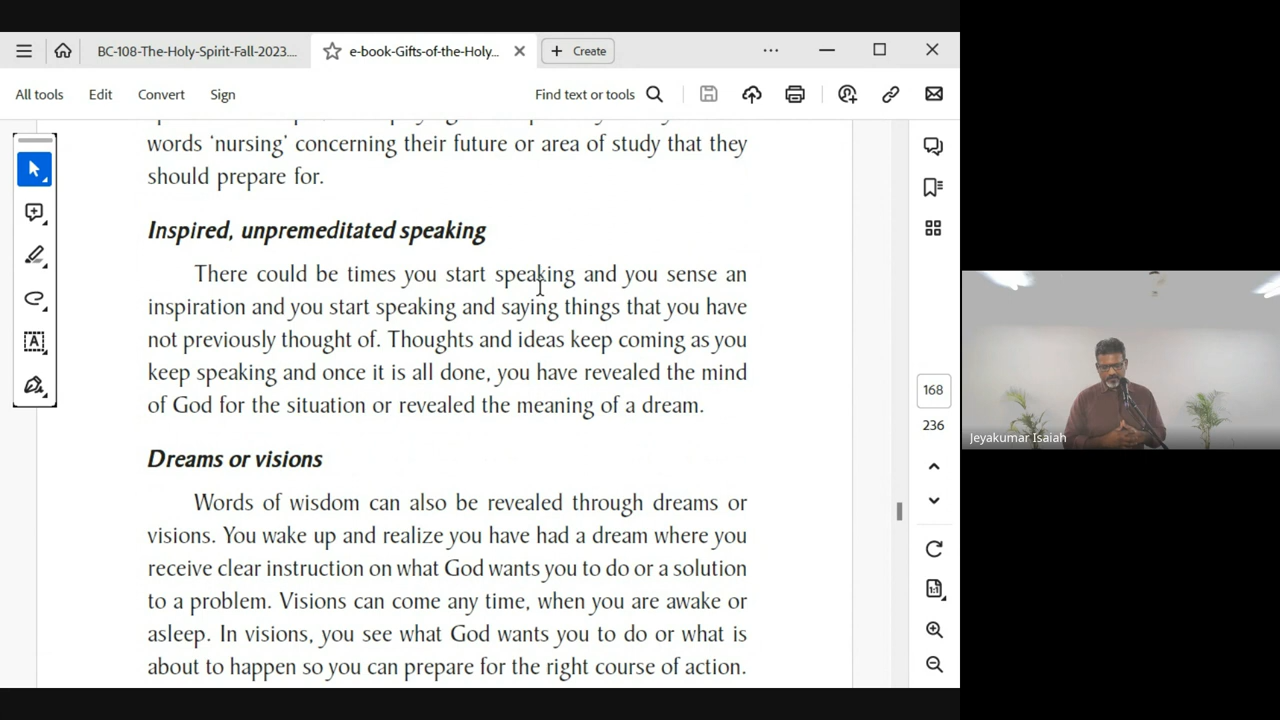 BC-108-The-Holy-Spirit-Fall-2023....
e-book-Gifts-of-the-Holy...
Create
All tools
Edit
Convert
Sign
Find text or tools
words ‘nursing’ concerning their future or area of study that they
should prepare for.
Inspired, unpremeditated speaking
There could be times you start speaking and you sense an
inspiration and you start speaking and saying things that you have
not previously thought of. Thoughts and ideas keep coming as you
keep speaking and once it is all done, you have revealed the mind
of God for the situation or revealed the meaning of a dream.
Dreams or visions
Words of wisdom can also be revealed through dreams or
visions. You wake up and realize you have had a dream where you
receive clear instruction on what God wants you to do or a solution
to a problem. Visions can come any time, when you are awake or
asleep. In visions, you see what God wants you to do or what is
about to happen so you can prepare for the right course of action.
168
236
1:1
Jeyakumar Isaiah